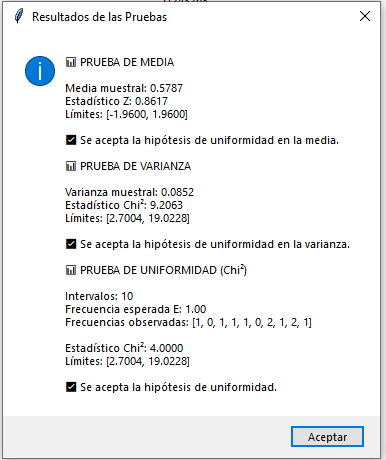 Resultados de las Pruebas
📊 PRUEBA DE MEDIA
Media muestral: 0.5787
Estadístico Z: 0.8617
Límites: [-1.9600, 1.9600]
☑ Se acepta la hipótesis de uniformidad en la media.
📊 PRUEBA DE VARIANZA
Varianza muestral: 0.0852
Estadístico Chi²: 9.2063
Límites: [2.7004, 19.0228]
☑ Se acepta la hipótesis de uniformidad en la varianza.
📊 PRUEBA DE UNIFORMIDAD (Chi²)
Intervalos: 10
Frecuencia esperada E: 1.00
Frecuencias observadas: [1, 0, 1, 1, 1, 0, 2, 1, 2, 1]
Estadístico Chi²: 4.0000
Límites: [2.7004, 19.0228]
☑ Se acepta la hipótesis de uniformidad.
Aceptar